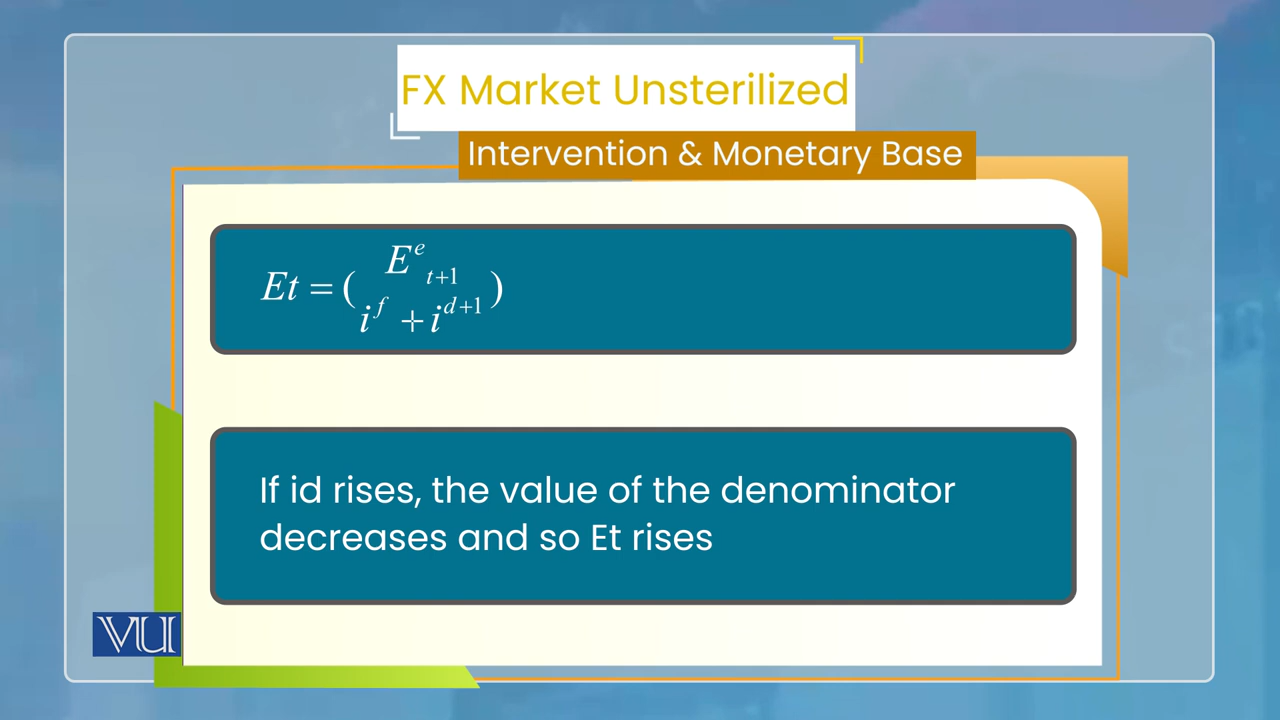 FX Market Unsterilized
Intervention & Monetary Base
Et = ( E^e_{t+1} / i^f + i^{d+1} )
If id rises, the value of the denominator
decreases and so Et rises
VU